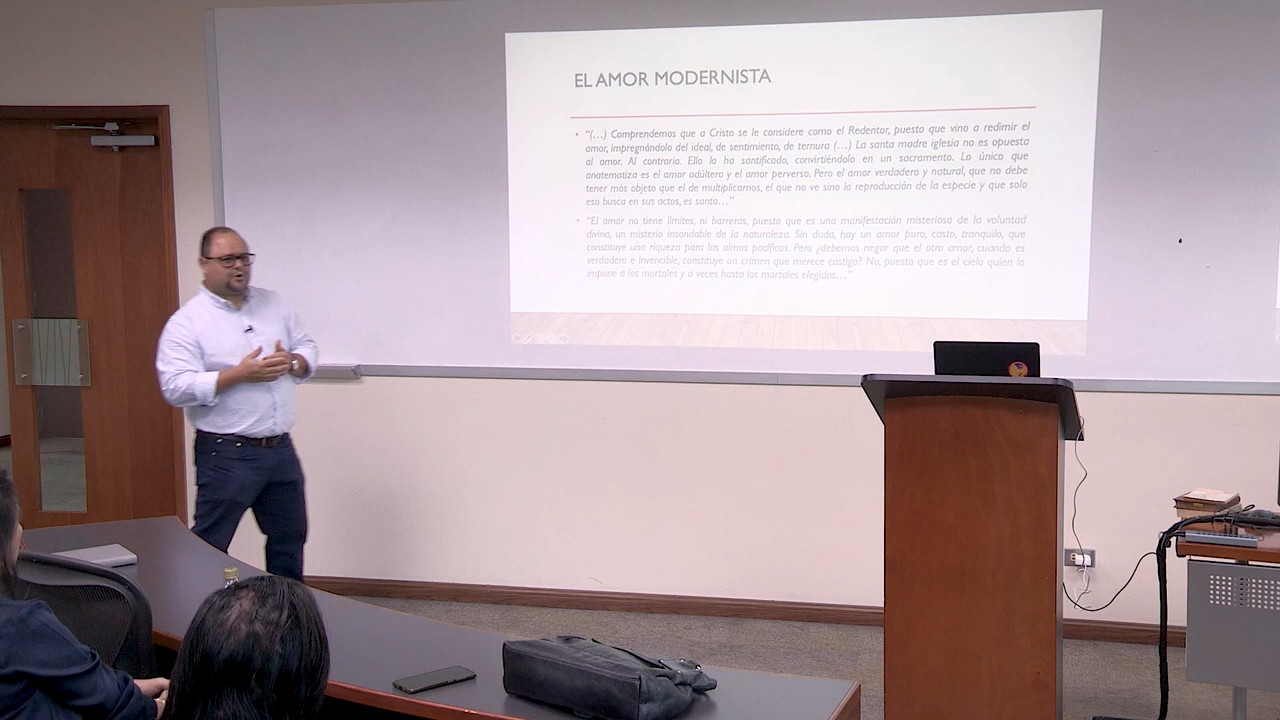 EL AMOR MODERNISTA
• "(…) Comprendemos que a Cristo se le considere como el Redentor, puesto que vino a redimir el
amor, impregnándolo del ideal, de sentimiento, de ternura (…) La santa madre iglesia no es opuesta
al amor. Al contrario. Ello lo ha santificado, convirtiéndolo en un sacramento. Lo único que
anatematiza es el amor adúltero y el amor perverso. Pero el amor verdadero y natural, que no debe
tener más objeto que el de multiplicarnos, el que no ve sino la reproducción de la especie y que solo
eso busca en sus actos, es santo…"
• "El amor no tiene límites, ni barreras, puesto que es una manifestación misteriosa de la voluntad
divina, un misterio insondable de la naturaleza. Sin duda, hay un amor puro, casto, tranquilo, que
constituye una riqueza para las almas pacíficas. Pero ¿debemos negar que el otro amor, cuando es
verdadero e invencible, constituye un crimen que merece castigo? No, puesto que es el cielo quien la
impone a los mortales y a veces hasta los mortales elegidos…"